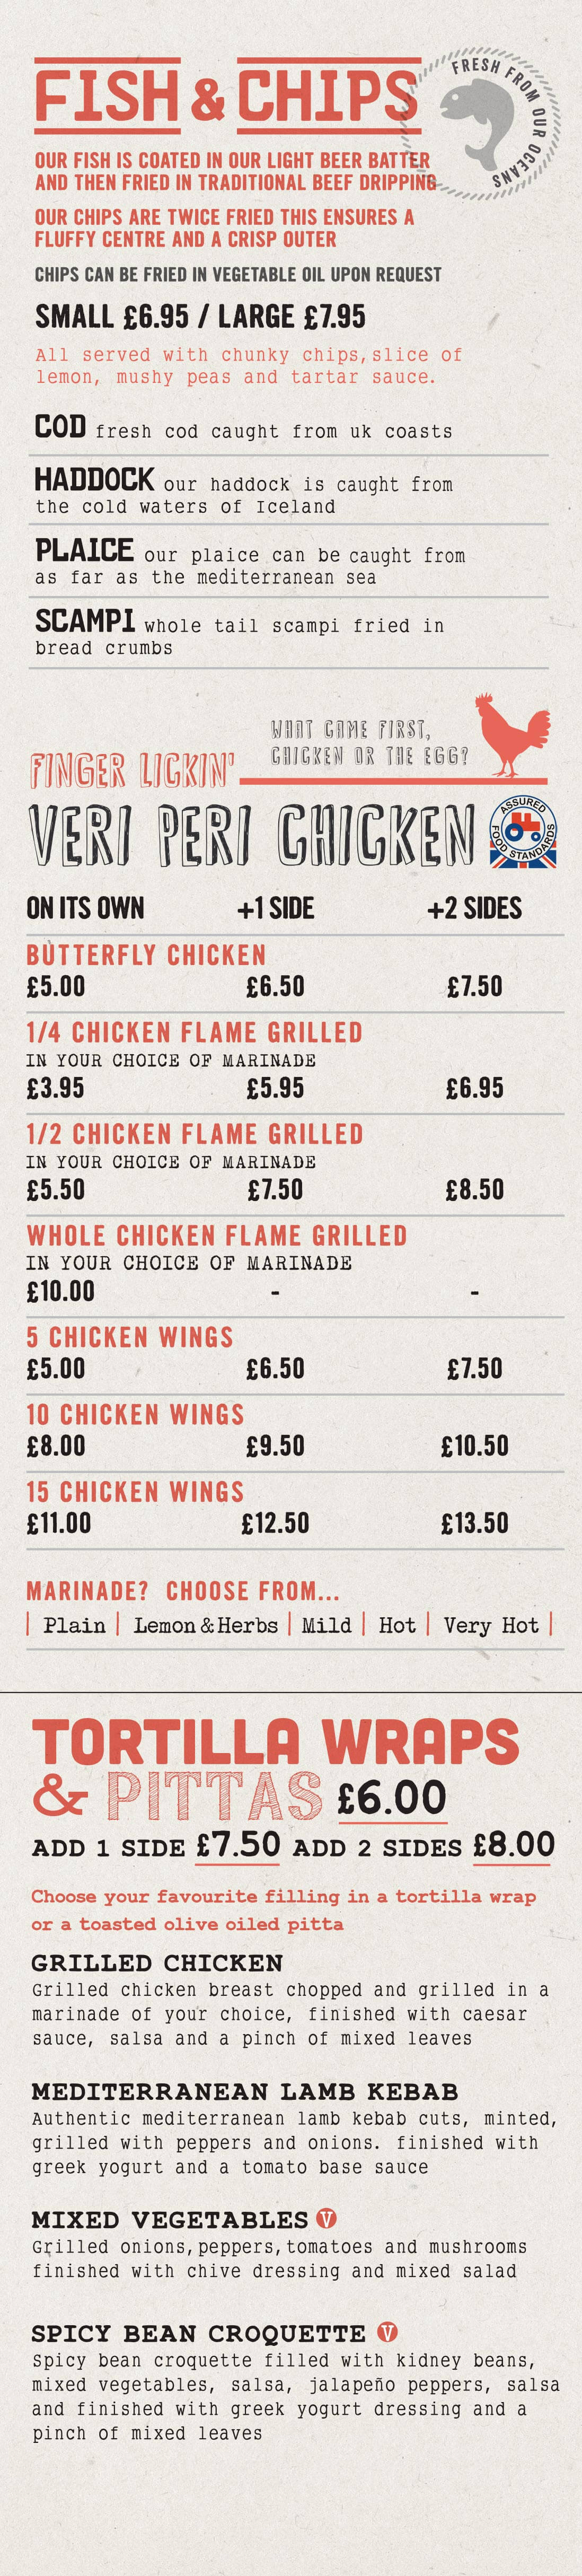 FISH & CHIPS
FRESH FROM OUR OCEANS
OUR FISH IS COATED IN OUR LIGHT BEER BATTER
AND THEN FRIED IN TRADITIONAL BEEF DRIPPING
OUR CHIPS ARE TWICE FRIED THIS ENSURES A
FLUFFY CENTRE AND A CRISP OUTER
CHIPS CAN BE FRIED IN VEGETABLE OIL UPON REQUEST
SMALL £6.95 / LARGE £7.95
All served with chunky chips, slice of
lemon, mushy peas and tartar sauce.
COD fresh cod caught from uk coasts
HADDOCK our haddock is caught from
the cold waters of Iceland
PLAICE our plaice can be caught from
as far as the mediterranean sea
SCAMPI whole tail scampi fried in
bread crumbs
WHAT CAME FIRST,
CHICKEN OR THE EGG?
FINGER LICKIN'
VERI PERI CHICKEN
ASSURED FOOD STANDARDS
ON ITS OWN +1 SIDE +2 SIDES
BUTTERFLY CHICKEN
£5.00 £6.50 £7.50
1/4 CHICKEN FLAME GRILLED
IN YOUR CHOICE OF MARINADE
£3.95 £5.95 £6.95
1/2 CHICKEN FLAME GRILLED
IN YOUR CHOICE OF MARINADE
£5.50 £7.50 £8.50
WHOLE CHICKEN FLAME GRILLED
IN YOUR CHOICE OF MARINADE
£10.00 - -
5 CHICKEN WINGS
£5.00 £6.50 £7.50
10 CHICKEN WINGS
£8.00 £9.50 £10.50
15 CHICKEN WINGS
£11.00 £12.50 £13.50
MARINADE? CHOOSE FROM...
| Plain | Lemon & Herbs | Mild | Hot | Very Hot |
TORTILLA WRAPS
& PITTAS £6.00
ADD 1 SIDE £7.50 ADD 2 SIDES £8.00
Choose your favourite filling in a tortilla wrap
or a toasted olive oiled pitta
GRILLED CHICKEN
Grilled chicken breast chopped and grilled in a
marinade of your choice, finished with caesar
sauce, salsa and a pinch of mixed leaves
MEDITERRANEAN LAMB KEBAB
Authentic mediterranean lamb kebab cuts, minted,
grilled with peppers and onions. finished with
greek yogurt and a tomato base sauce
MIXED VEGETABLES V
Grilled onions, peppers, tomatoes and mushrooms
finished with chive dressing and mixed salad
SPICY BEAN CROQUETTE V
Spicy bean croquette filled with kidney beans,
mixed vegetables, salsa, jalapeño peppers, salsa
and finished with greek yogurt dressing and a
pinch of mixed leaves